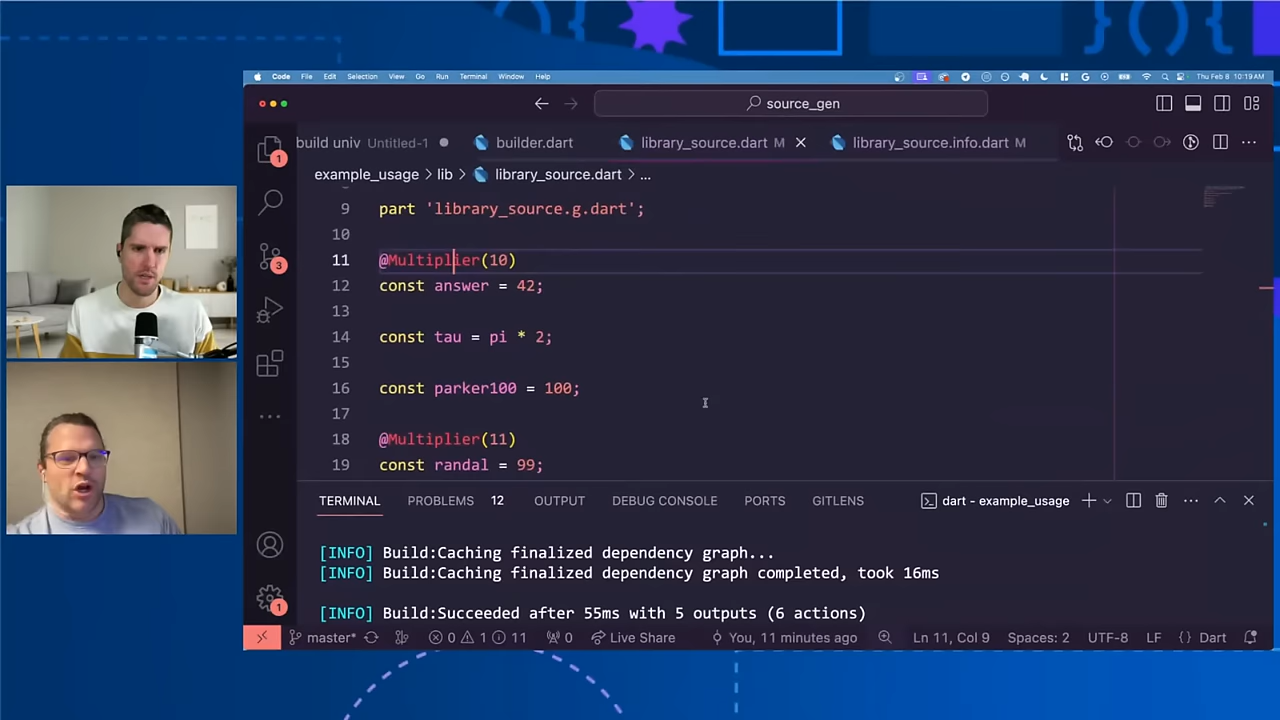 Code File Edit Selection View Go Run Terminal Window Help
Thu Feb 8 10:19 AM
source_gen
build univ Untitled-1
builder.dart
library_source.dart M
library_source.info.dart M
example_usage > lib > library_source.dart > ...
9 part 'library_source.g.dart';
10
11 @Multiplier(10)
12 const answer = 42;
13
14 const tau = pi * 2;
15
16 const parker100 = 100;
17
18 @Multiplier(11)
19 const randal = 99;
1
3
1
TERMINAL PROBLEMS 12 OUTPUT DEBUG CONSOLE PORTS GITLENS
dart - example_usage
[INFO] Build:Caching finalized dependency graph...
[INFO] Build:Caching finalized dependency graph completed, took 16ms
[INFO] Build:Succeeded after 55ms with 5 outputs (6 actions)
master* 0 1 11 0 Live Share You, 11 minutes ago Ln 11, Col 9 Spaces: 2 UTF-8 LF {} Dart